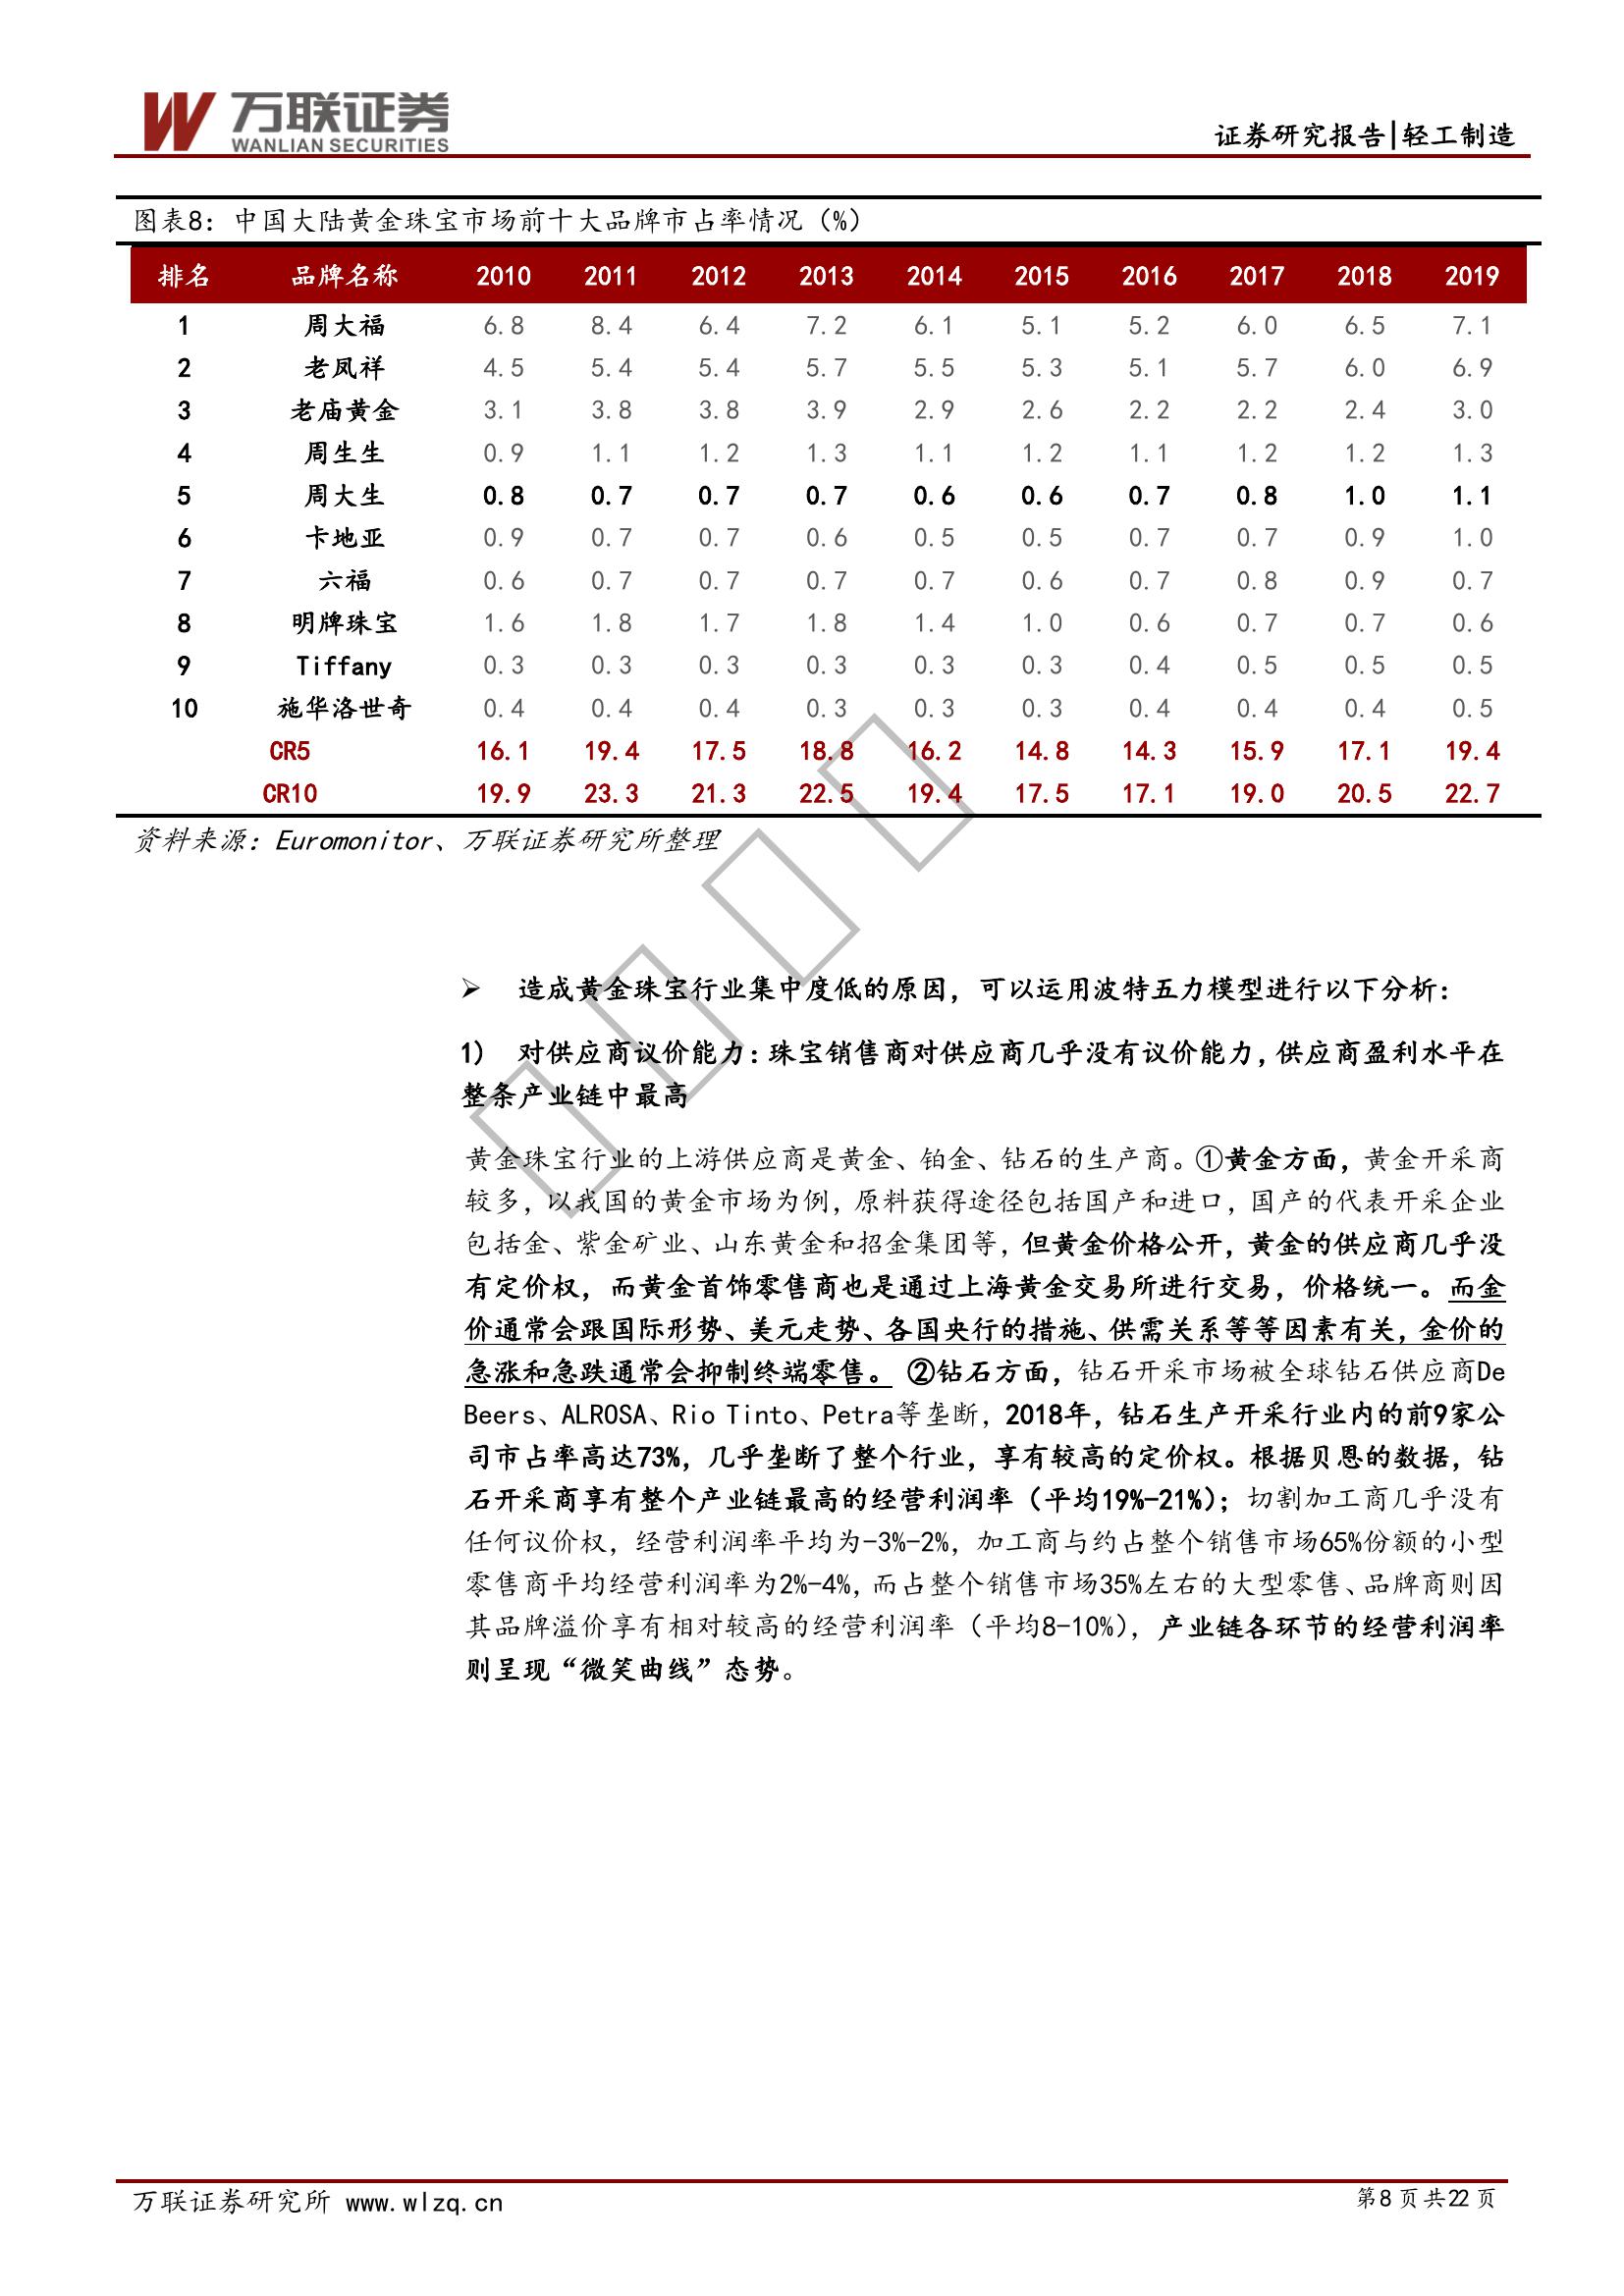 万联证券
WANLIAN SECURITIES
证券研究报告|轻工制造
图表8：中国大陆黄金珠宝市场前十大品牌市占率情况（%）
排名 品牌名称 2010 2011 2012 2013 2014 2015 2016 2017 2018 2019
1 周大福 6.8 8.4 6.4 7.2 6.1 5.1 5.2 6.0 6.5 7.1
2 老凤祥 4.5 5.4 5.4 5.7 5.5 5.3 5.1 5.7 6.0 6.9
3 老庙黄金 3.1 3.8 3.8 3.9 2.9 2.6 2.2 2.2 2.4 3.0
4 周生生 0.9 1.1 1.2 1.3 1.1 1.2 1.1 1.2 1.2 1.3
5 周大生 0.8 0.7 0.7 0.7 0.6 0.6 0.7 0.8 1.0 1.1
6 卡地亚 0.9 0.7 0.7 0.6 0.5 0.5 0.7 0.7 0.9 1.0
7 六福 0.6 0.7 0.7 0.7 0.7 0.6 0.7 0.8 0.9 0.7
8 明牌珠宝 1.6 1.8 1.7 1.8 1.4 1.0 0.6 0.7 0.7 0.6
9 Tiffany 0.3 0.3 0.3 0.3 0.3 0.3 0.4 0.5 0.5 0.5
10 施华洛世奇 0.4 0.4 0.4 0.3 0.3 0.3 0.4 0.4 0.4 0.5
CR5 16.1 19.4 17.5 18.8 16.2 14.8 14.3 15.9 17.1 19.4
CR10 19.9 23.3 21.3 22.5 19.4 17.5 17.1 19.0 20.5 22.7
资料来源：Euromonitor、万联证券研究所整理
➢ 造成黄金珠宝行业集中度低的原因，可以运用波特五力模型进行以下分析：
1) 对供应商议价能力：珠宝销售商对供应商几乎没有议价能力，供应商盈利水平在
整条产业链中最高
黄金珠宝行业的上游供应商是黄金、铂金、钻石的生产商。①黄金方面，黄金开采商
较多，以我国的黄金市场为例，原料获得途径包括国产和进口，国产的代表开采企业
包括金、紫金矿业、山东黄金和招金集团等，但黄金价格公开，黄金的供应商几乎没
有定价权，而黄金首饰零售商也是通过上海黄金交易所进行交易，价格统一。而金
价通常会跟国际形势、美元走势、各国央行的措施、供需关系等等因素有关，金价的
急涨和急跌通常会抑制终端零售。②钻石方面，钻石开采市场被全球钻石供应商De
Beers、ALROSA、Rio Tinto、Petra等垄断，2018年，钻石生产开采行业内的前9家公
司市占率高达73%，几乎垄断了整个行业，享有较高的定价权。根据贝恩的数据，钻
石开采商享有整个产业链最高的经营利润率（平均19%-21%）；切割加工商几乎没有
任何议价权，经营利润率平均为-3%-2%，加工商与约占整个销售市场65%份额的小型
零售商平均经营利润率为2%-4%，而占整个销售市场35%左右的大型零售、品牌商则因
其品牌溢价享有相对较高的经营利润率（平均8-10%），产业链各环节的经营利润率
则呈现“微笑曲线”态势。
万联证券研究所 www.wlzq.cn
第8页共22页